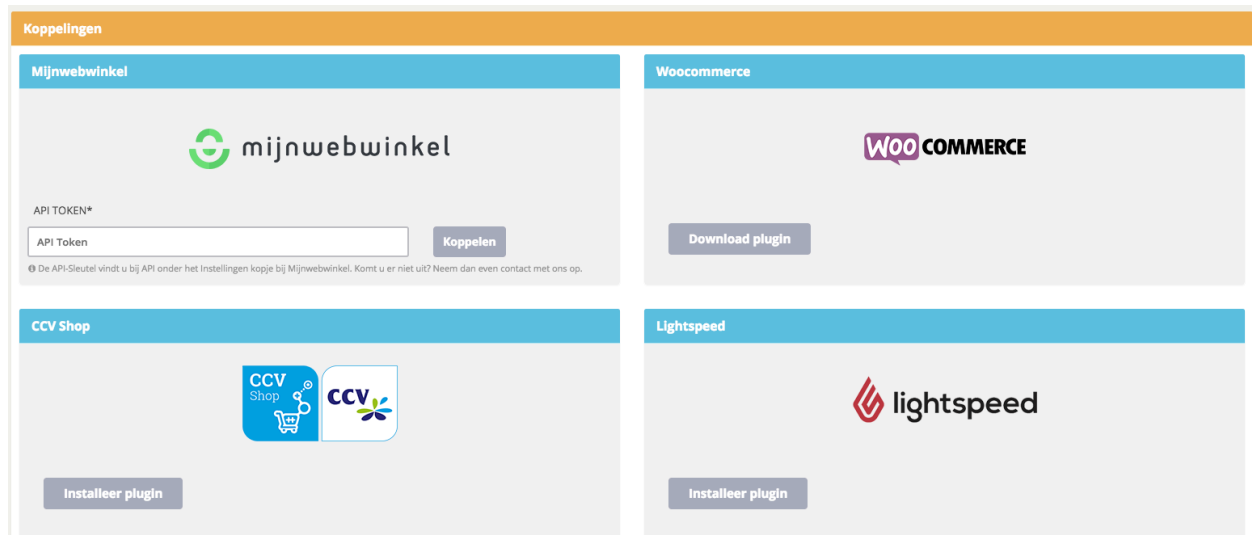 Koppelingen
Mijnwebwinkel
mijnwebwinkel
API TOKEN*
API Token
Koppelen
De API-Sleutel vindt u bij API onder het Instellingen kopje bij Mijnwebwinkel. Komt u er niet uit? Neem dan even contact met ons op.
Woocommerce
WOO COMMERCE
Download plugin
CCV Shop
CCV
Shop
CCV
Installeer plugin
Lightspeed
lightspeed
Installeer plugin